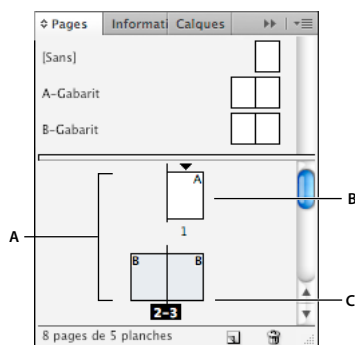 Pages Informati Calques
[Sans]
A-Gabarit
B-Gabarit
A
B
1
A
B B
C
2-3
8 pages de 5 planches